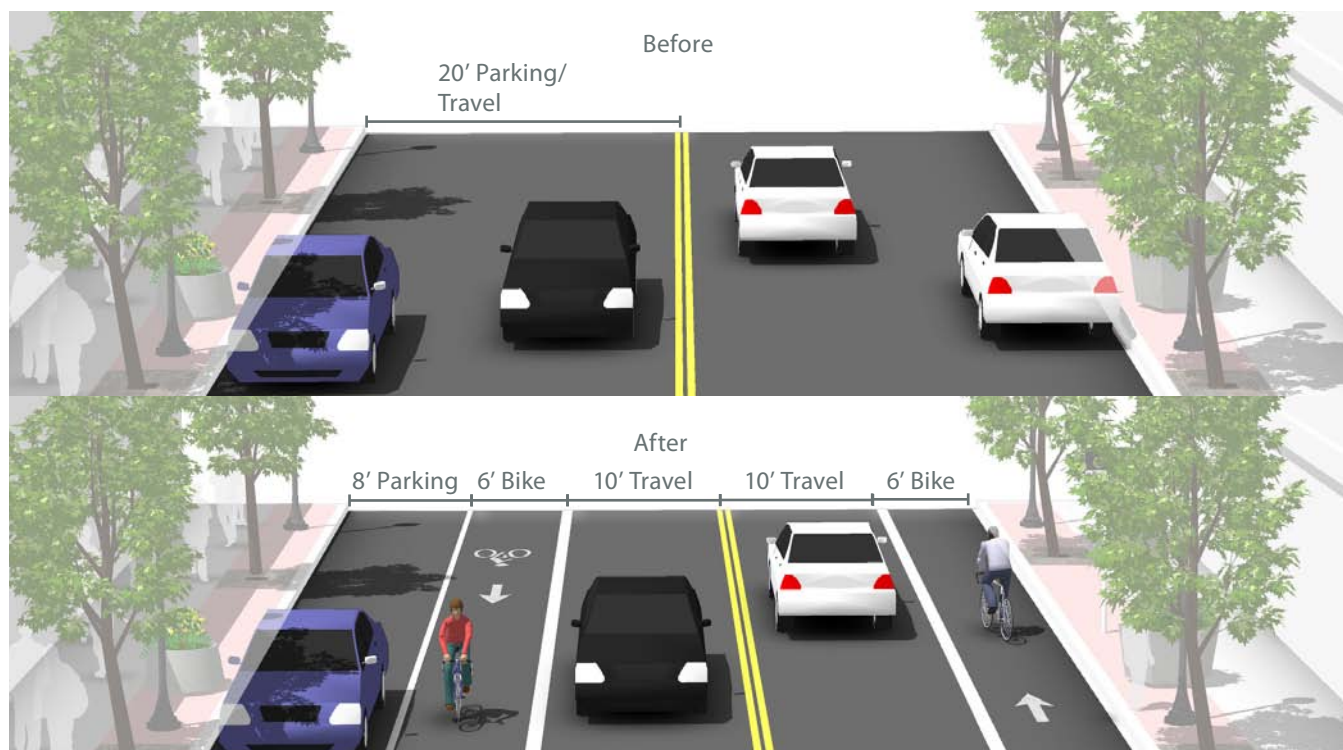 Before
20’ Parking/
Travel
After
8’ Parking 6’ Bike 10’ Travel 10’ Travel 6’ Bike